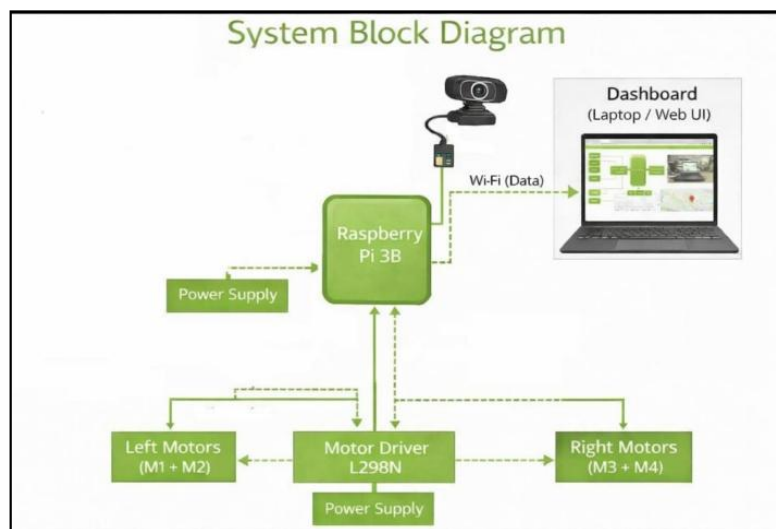 System Block Diagram
Dashboard
(Laptop / Web UI)
Wi-Fi (Data)
Raspberry
Pi 3B
Power Supply
Left Motors
(M1 + M2)
Motor Driver
L298N
Right Motors
(M3 + M4)
Power Supply